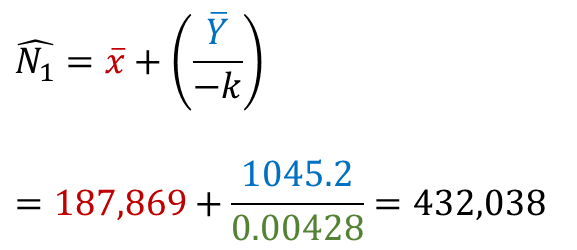 N̂₁ = x̄ + (Ȳ / −k)
= 187,869 + 1045.2 / 0.00428 = 432,038